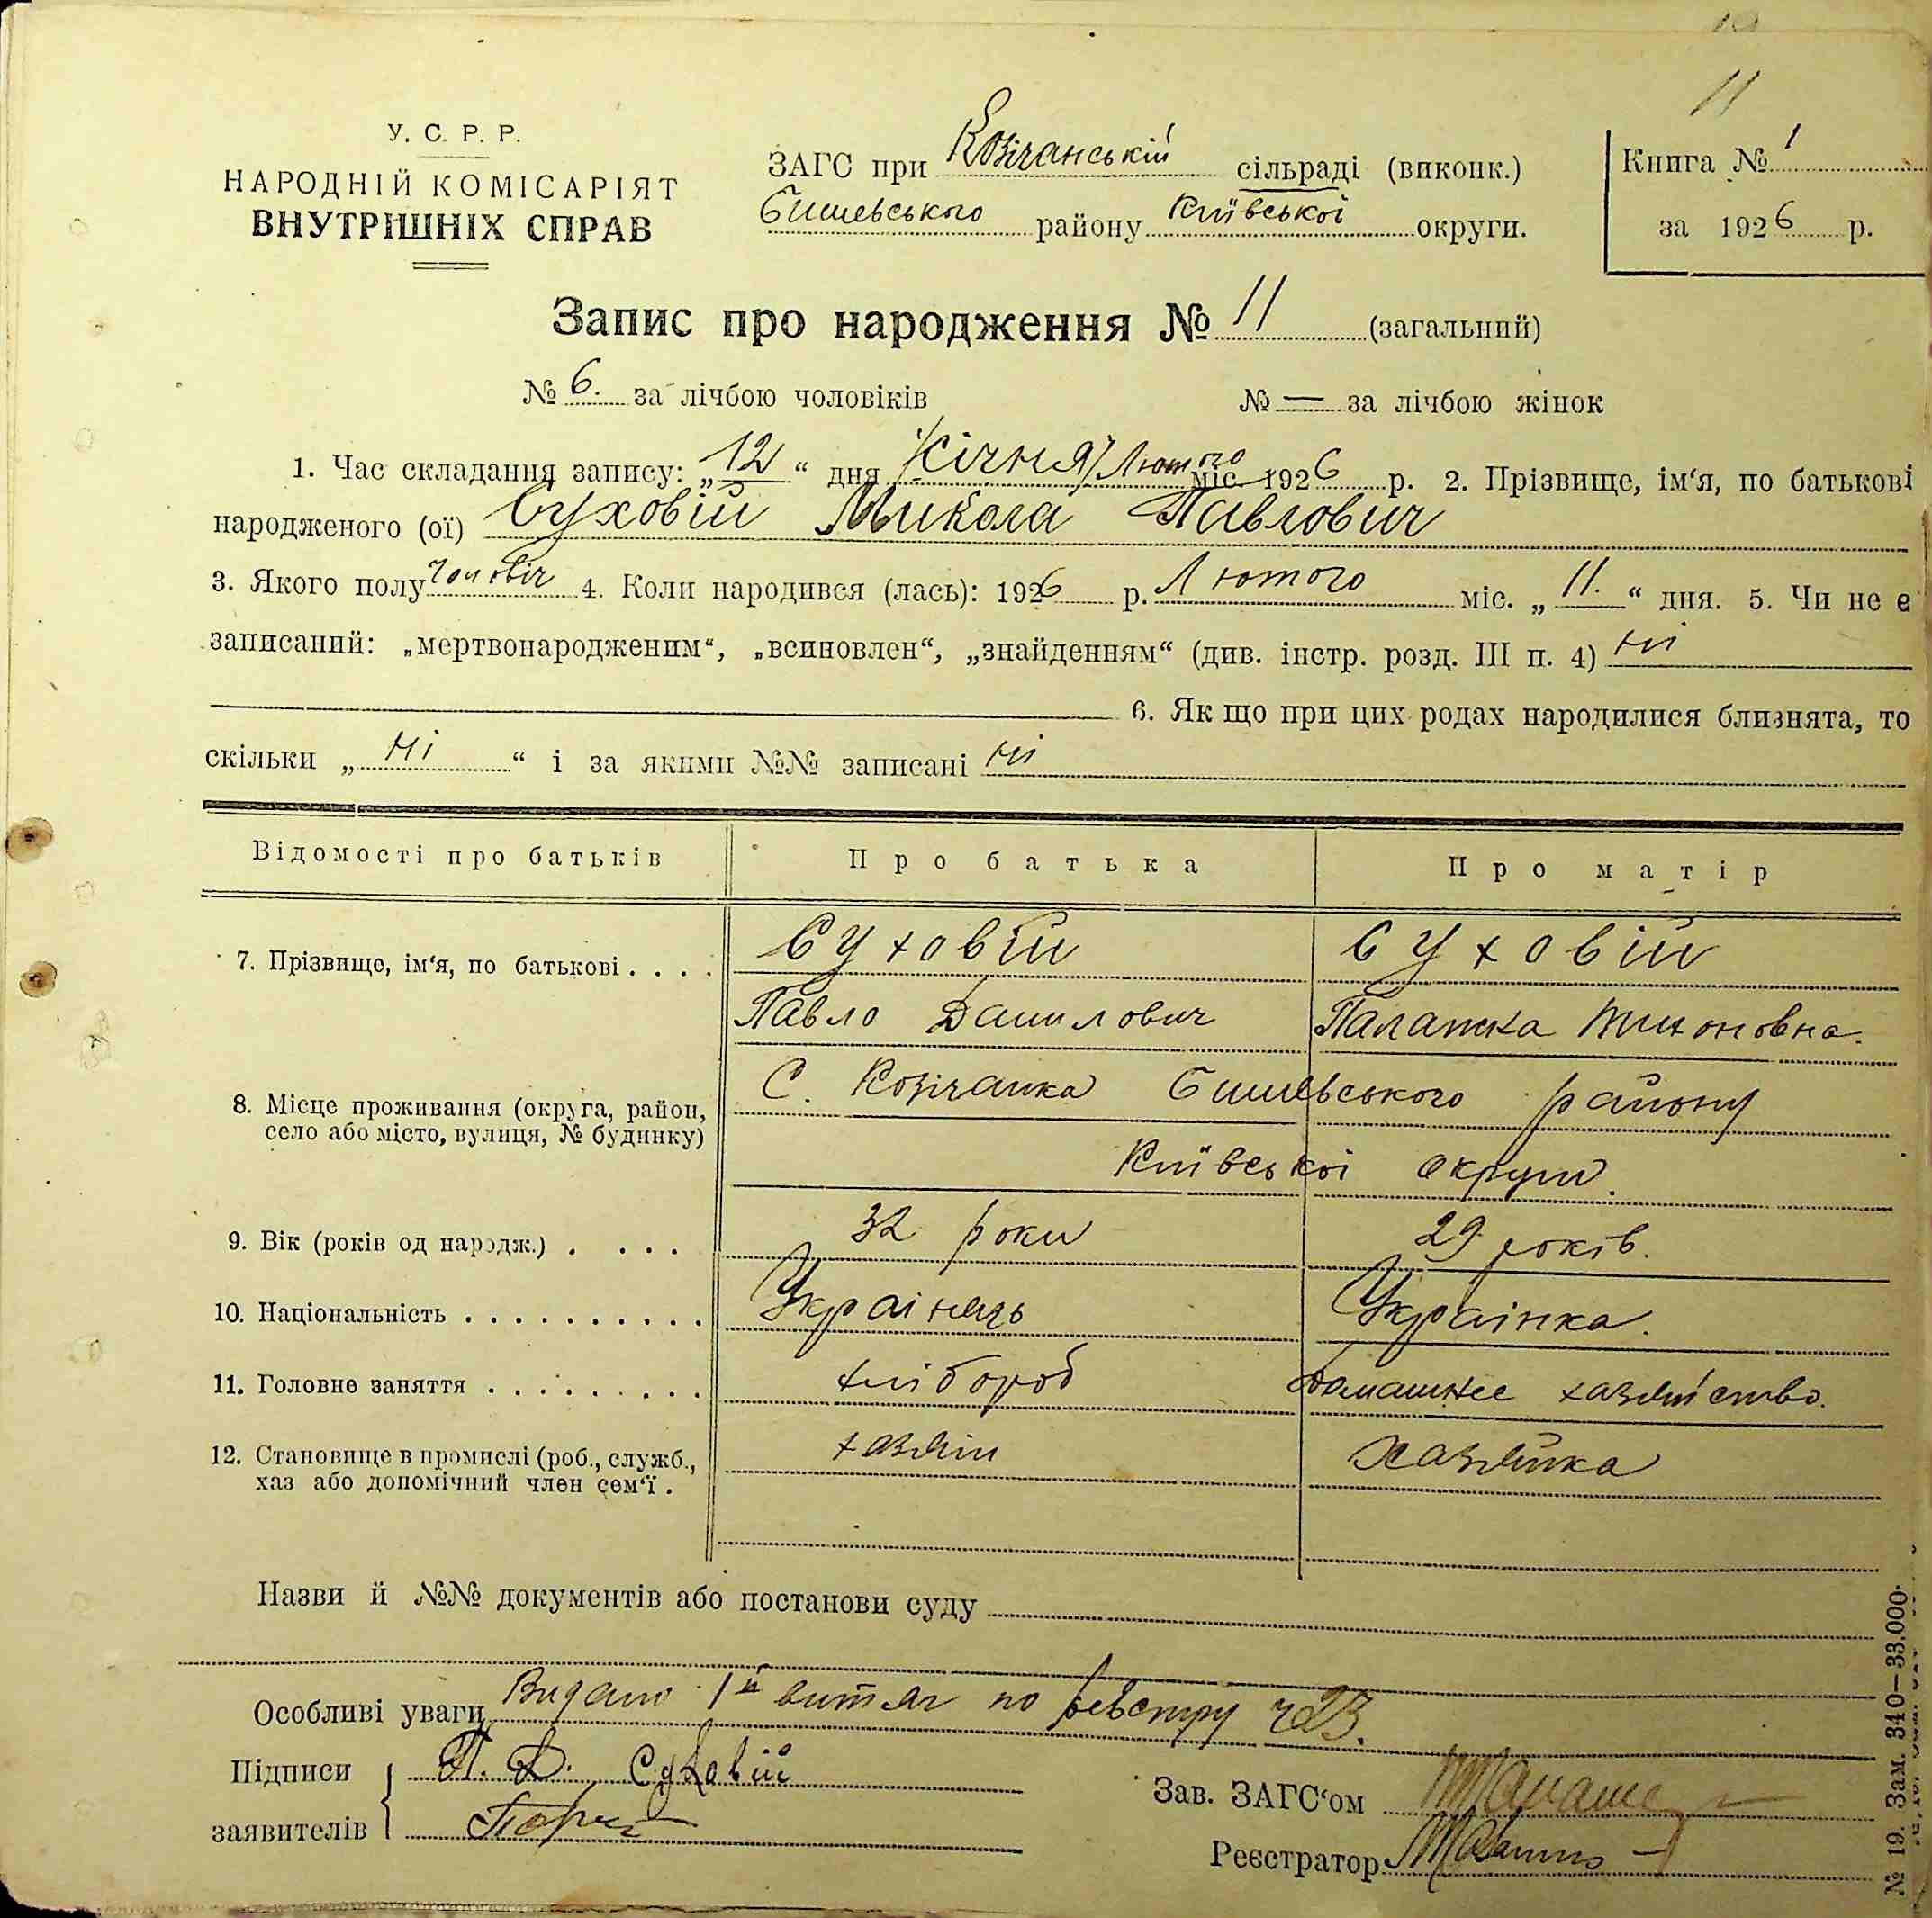 11
У. С. Р. Р.
НАРОДНІЙ КОМІСАРІЯТ
ВНУТРІШНІХ СПРАВ
ЗАГС при Козічанській сільраді (виконк.)
Бишевського району Київської округи.
Книга № 1
за 1926 р.
Запис про народження № 11 (загальний)
№ 6. за лічбою чоловіків № — за лічбою жінок
1. Час складання запису: „12“ дня /Січня/ Лютого міс 1926 р. 2. Прізвище, ім‘я, по батькові
народженого (ої) Суховій Микола Павлович
3. Якого полу чоловіч 4. Коли народився (лась): 1926 р. Лютого міс. „11.“ дня. 5. Чи не є
записаний: „мертвонародженим“, „всиновлен“, „знайденням“ (див. інстр. розд. III п. 4) ні
6. Як що при цих родах народилися близнята, то
скільки „ні“ і за якими №№ записані ні
Відомості про батьків Про батька Про матір
7. Прізвище, ім‘я, по батькові . . . . Суховій Суховій
Павло Данилович Палажка Тихоновна.
8. Місце проживання (округа, район, село або місто, вулиця, № будинку) С. Козічанка Бишевського району
Київської округи.
9. Вік (років од народж.) . . . . 32 роки 29 років.
10. Національність . . . . . . . . . . Українець Українка.
11. Головне заняття . . . . . . . . . хлібороб домашнее хазяйство.
12. Становище в промислі (роб., служб., хазяїн Хазяйка
хаз або допомічний член сем‘ї .
Назви й №№ документів або постанови суду
Особливі уваги Видано 1й витяг по реєстру ч 23.
Підписи П. Д. Суховій
заявителів
Зав. ЗАГС‘ом
Реєстратор
№ 19. Зам. 340—33.000.